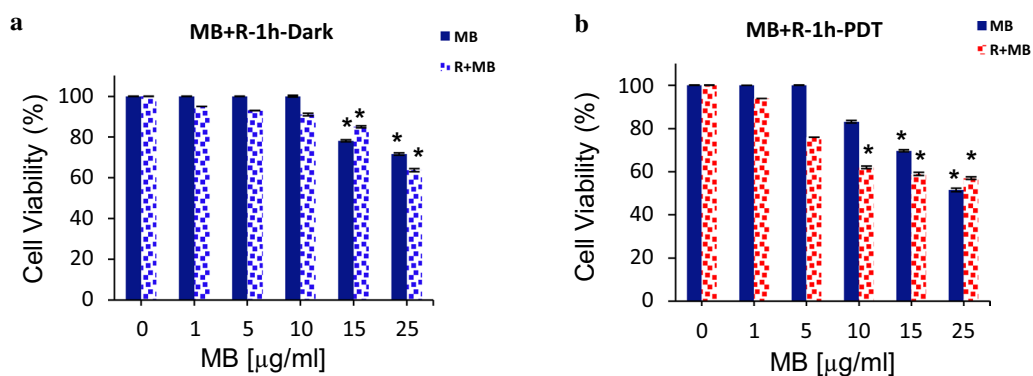 a
MB+R-1h-Dark
MB
R+MB
Cell Viability (%)
100
80
60
40
20
0
* * * *
0 1 5 10 15 25
MB [μg/ml]
b
MB+R-1h-PDT
MB
R+MB
Cell Viability (%)
100
80
60
40
20
0
* * * * *
0 1 5 10 15 25
MB [μg/ml]